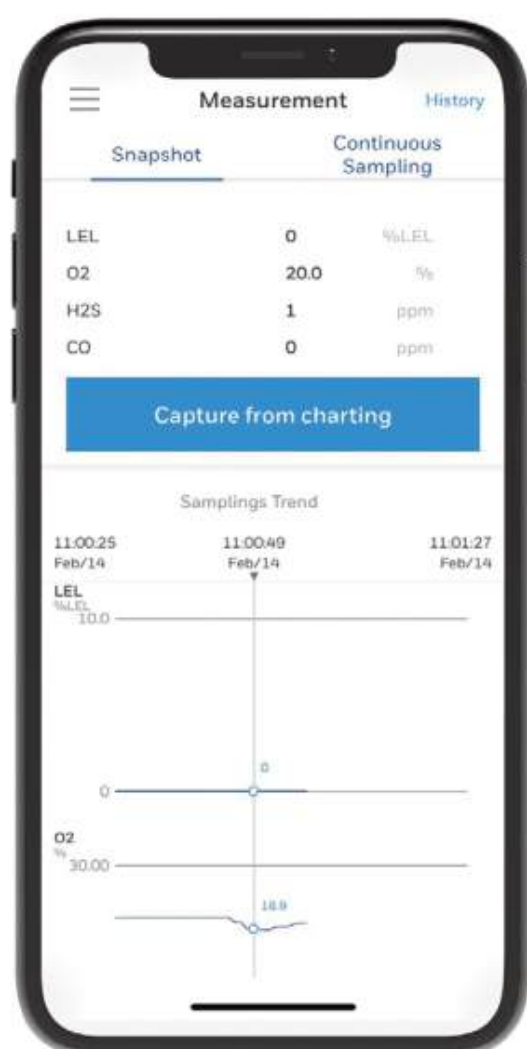 Measurement
History
Snapshot
Continuous
Sampling
LEL 0 %LEL
O2 20.0 %
H2S 1 ppm
CO 0 ppm
Capture from charting
Samplings Trend
11:00:25 11:00:49 11:01:27
Feb/14 Feb/14 Feb/14
LEL
%LEL
10.0
0
0
O2
%
30.00
18.9